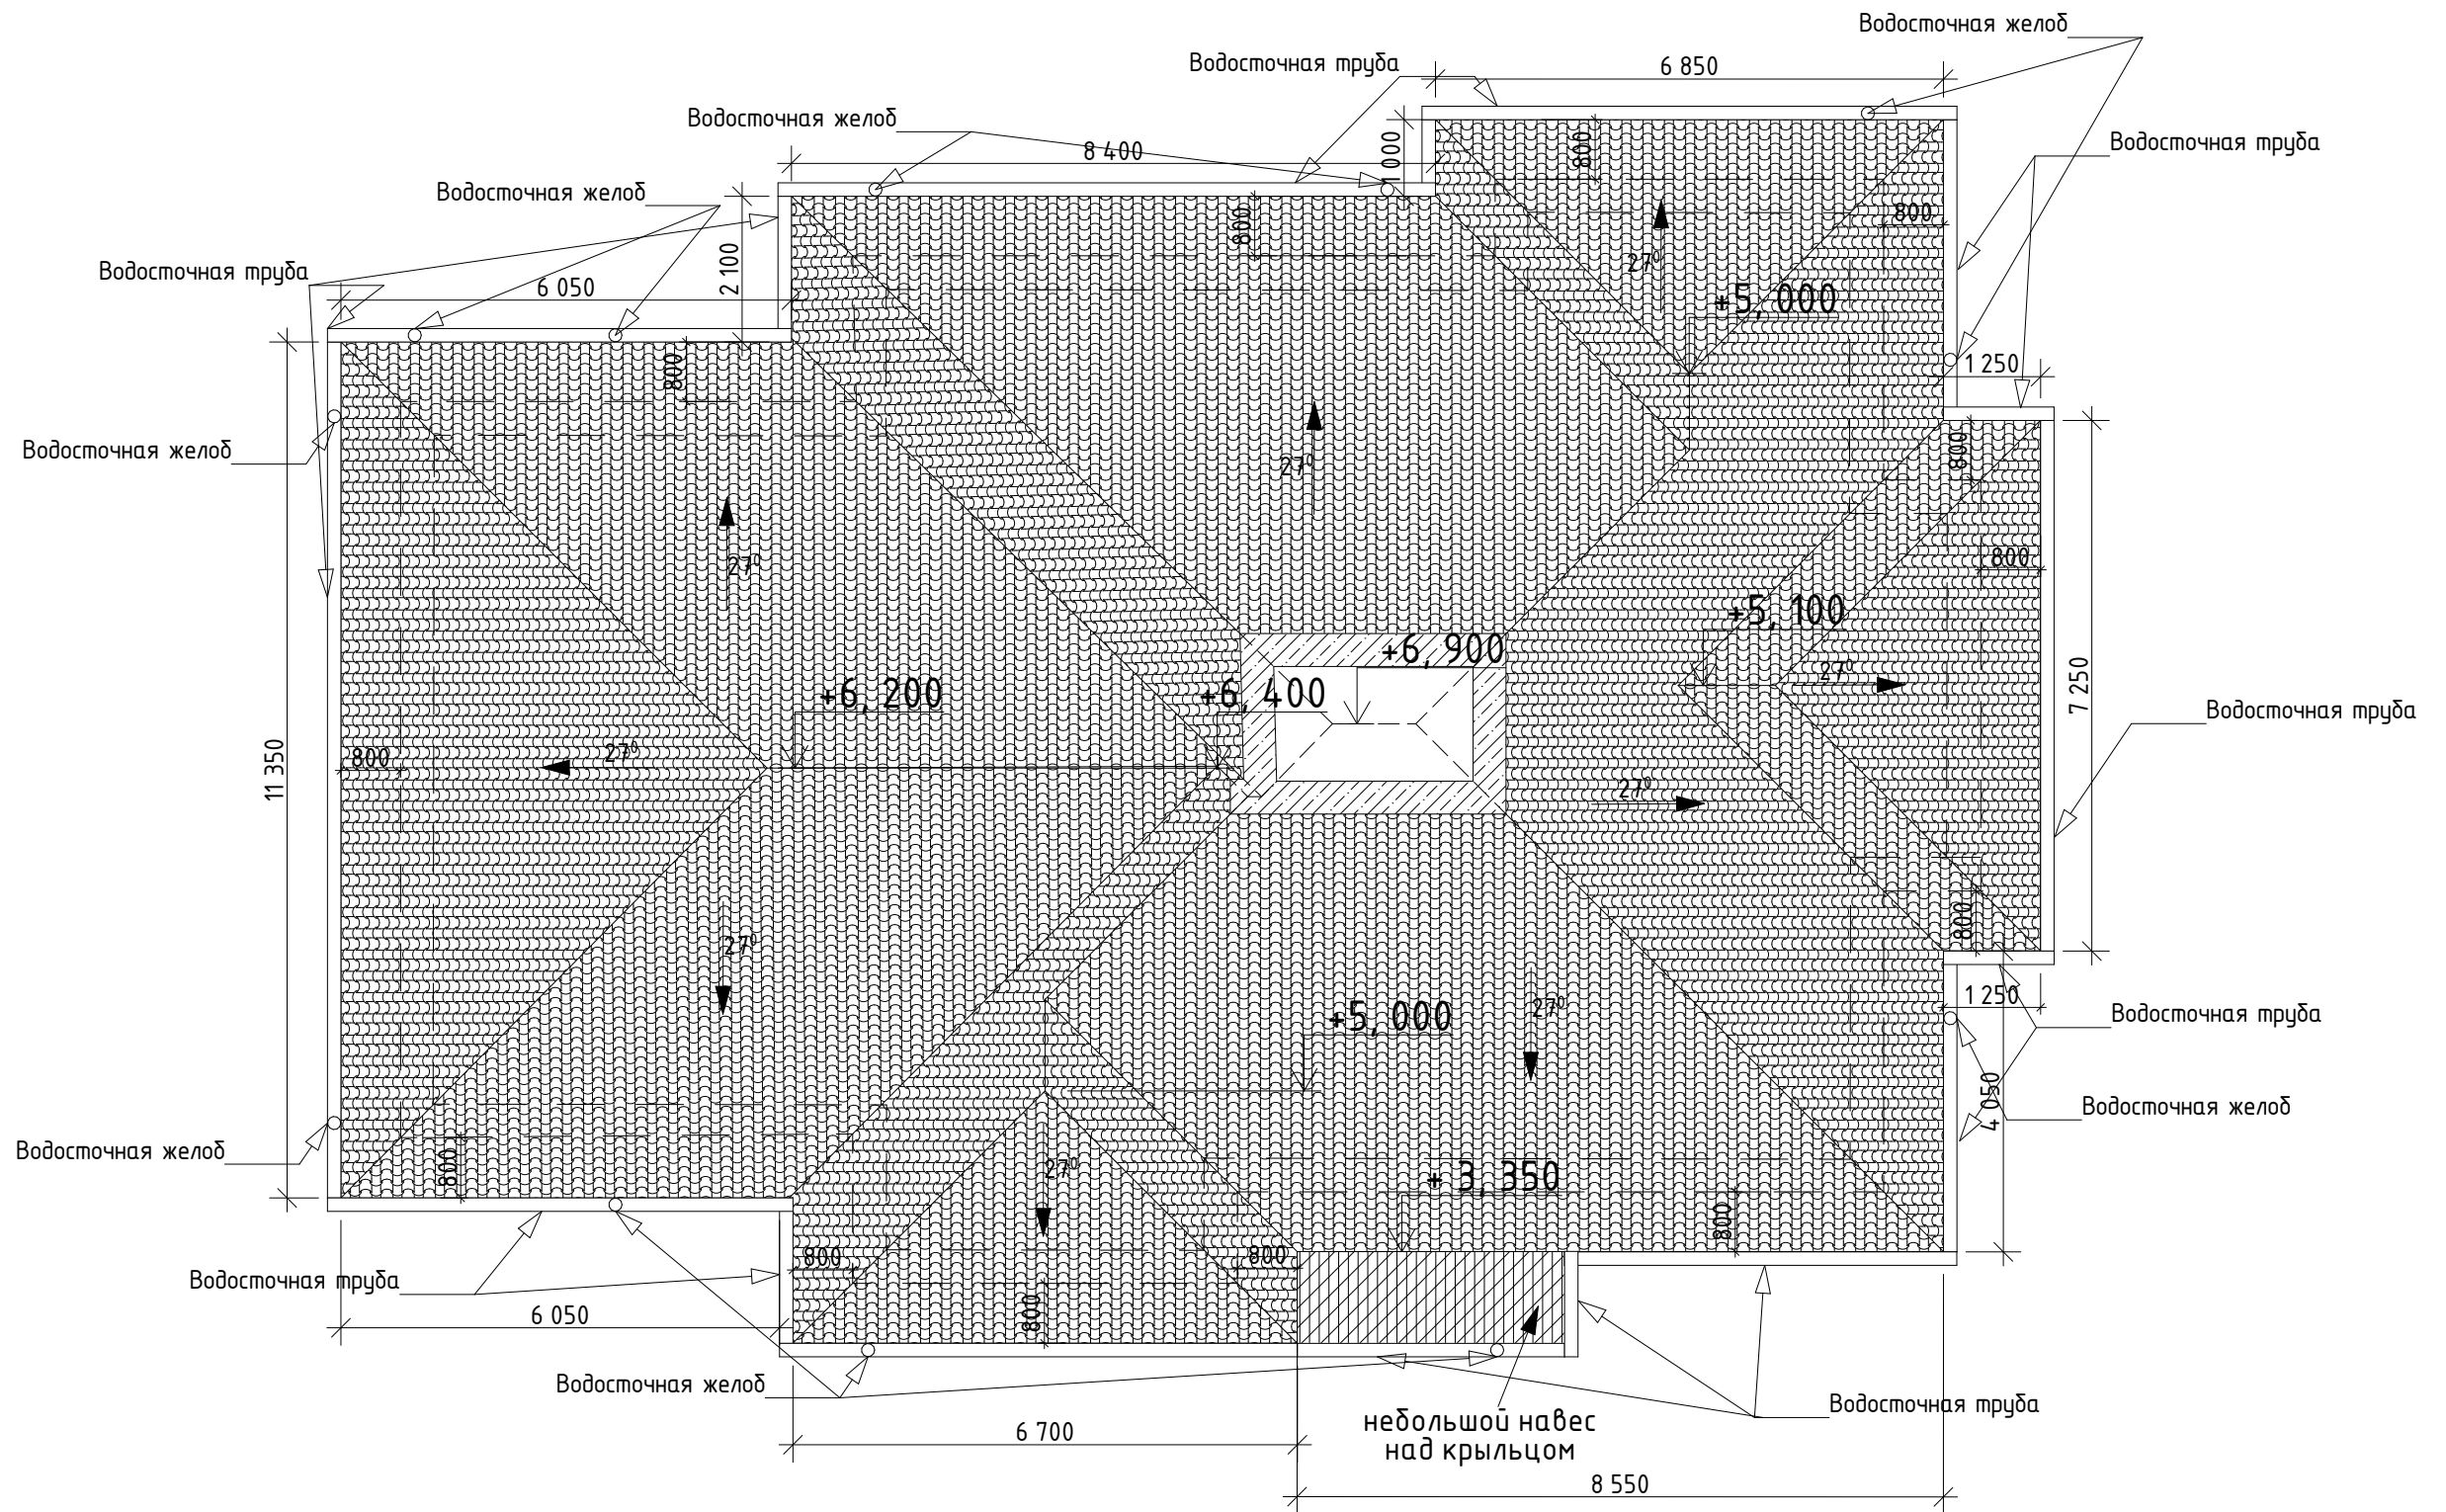 Водосточная желоб
Водосточная труба
6 850
Водосточная желоб
8 400
1 000
800
Водосточная труба
Водосточная желоб
800
800
2 100
27⁰
Водосточная труба
6 050
+5,000
800
1 250
Водосточная желоб
800
27⁰
800
27⁰
+5,100
+6,900
27⁰
7 250
Водосточная труба
+6,200
+6,400
11 350
800
27⁰
27⁰
27⁰
800
+5,000
27⁰
1 250
Водосточная труба
4 050
Водосточная желоб
Водосточная желоб
800
27⁰
+ 3,350
800
800
800
Водосточная труба
6 050
800
Водосточная желоб
Водосточная труба
небольшой навес
над крыльцом
6 700
8 550